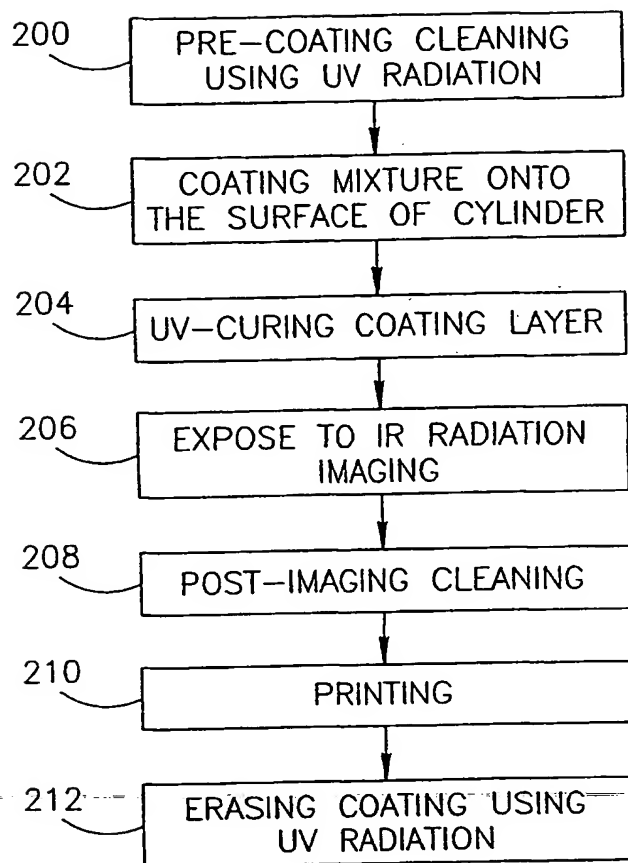 200
PRE-COATING CLEANING
USING UV RADIATION
202
COATING MIXTURE ONTO
THE SURFACE OF CYLINDER
204
UV-CURING COATING LAYER
206
EXPOSE TO IR RADIATION
IMAGING
208
POST-IMAGING CLEANING
210
PRINTING
212
ERASING COATING USING
UV RADIATION